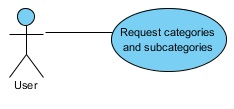 Request categories
and subcategories
User